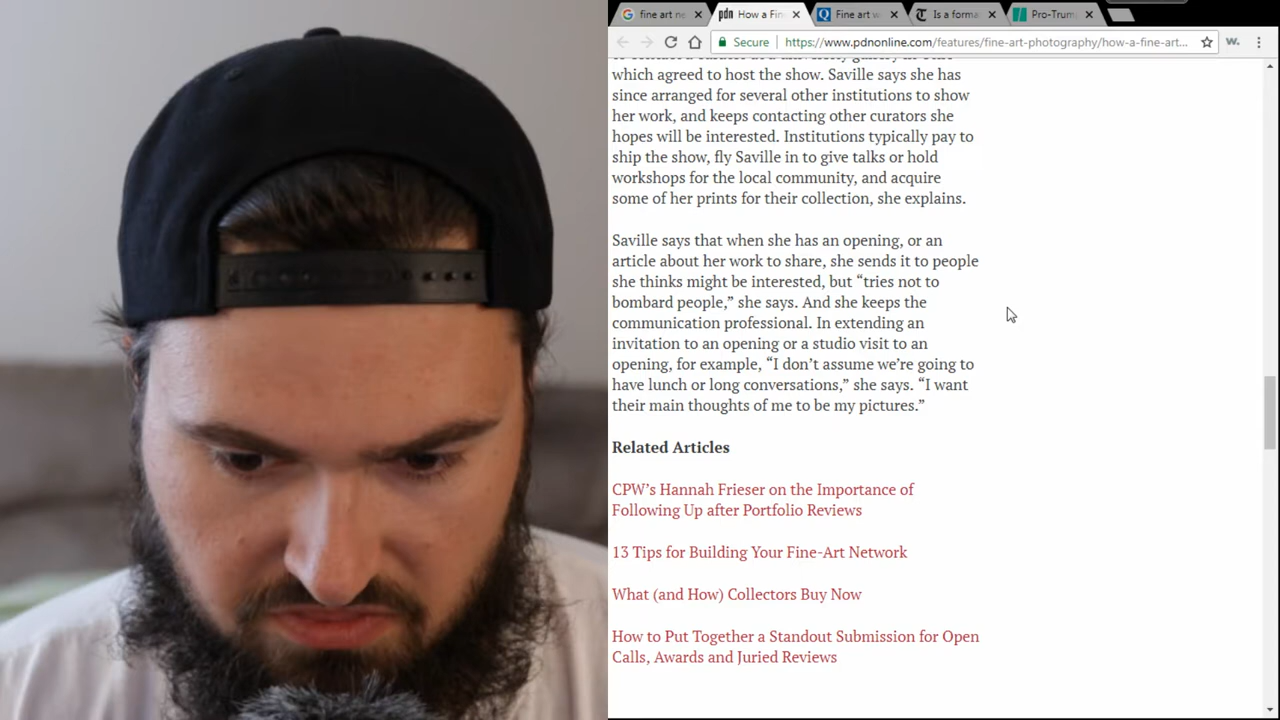 fine art ne
pdn How a Fin
Fine art w
Is a forma
Pro-Trum
Secure https://www.pdnonline.com/features/fine-art-photography/how-a-fine-art...
w.
which agreed to host the show. Saville says she has
since arranged for several other institutions to show
her work, and keeps contacting other curators she
hopes will be interested. Institutions typically pay to
ship the show, fly Saville in to give talks or hold
workshops for the local community, and acquire
some of her prints for their collection, she explains.
Saville says that when she has an opening, or an
article about her work to share, she sends it to people
she thinks might be interested, but “tries not to
bombard people,” she says. And she keeps the
communication professional. In extending an
invitation to an opening or a studio visit to an
opening, for example, “I don’t assume we’re going to
have lunch or long conversations,” she says. “I want
their main thoughts of me to be my pictures.”
Related Articles
CPW’s Hannah Frieser on the Importance of
Following Up after Portfolio Reviews
13 Tips for Building Your Fine-Art Network
What (and How) Collectors Buy Now
How to Put Together a Standout Submission for Open
Calls, Awards and Juried Reviews